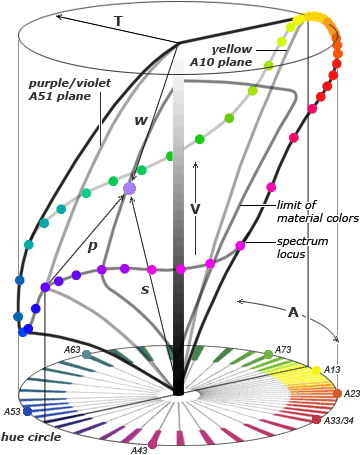 T
yellow
A10 plane
purple/violet
A51 plane
w
V
limit of
material colors
spectrum
locus
p
s
A
A63
A73
A13
A23
A53
A33/34
hue circle
A43